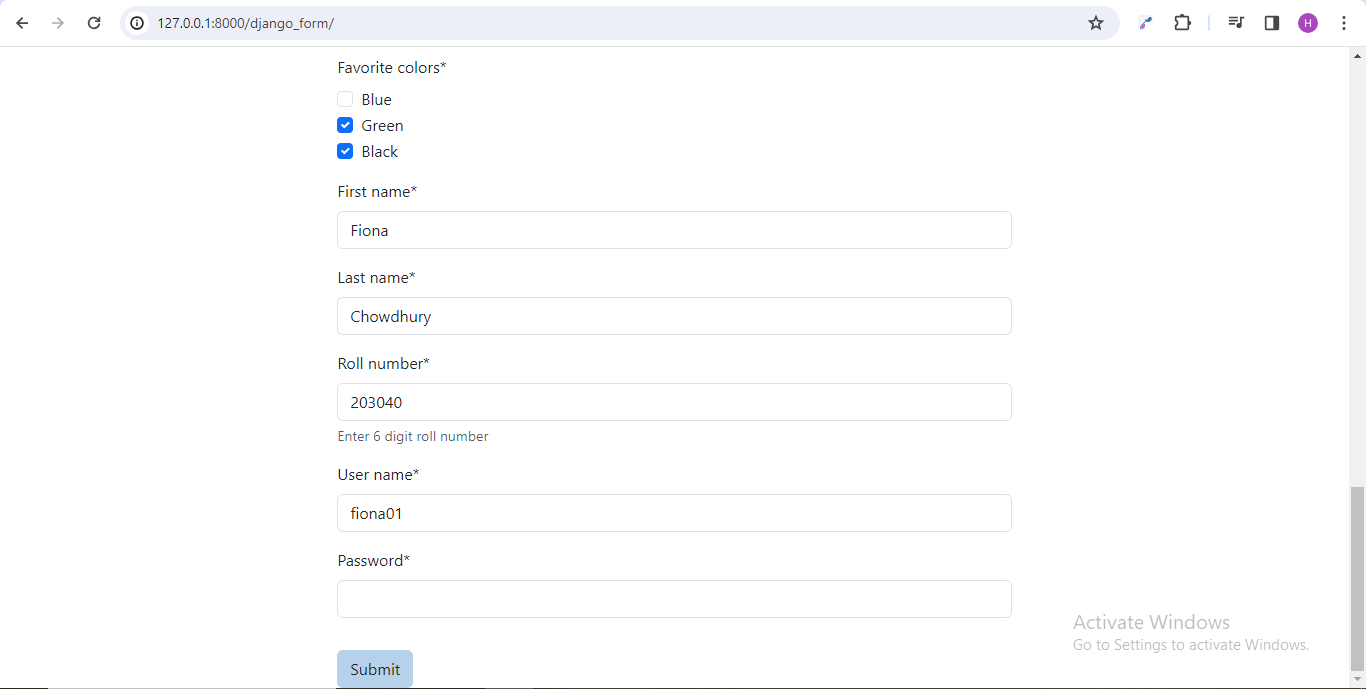 127.0.0.1:8000/django_form/
H
Favorite colors*
Blue
Green
Black
First name*
Fiona
Last name*
Chowdhury
Roll number*
203040
Enter 6 digit roll number
User name*
fiona01
Password*
Submit
Activate Windows
Go to Settings to activate Windows.